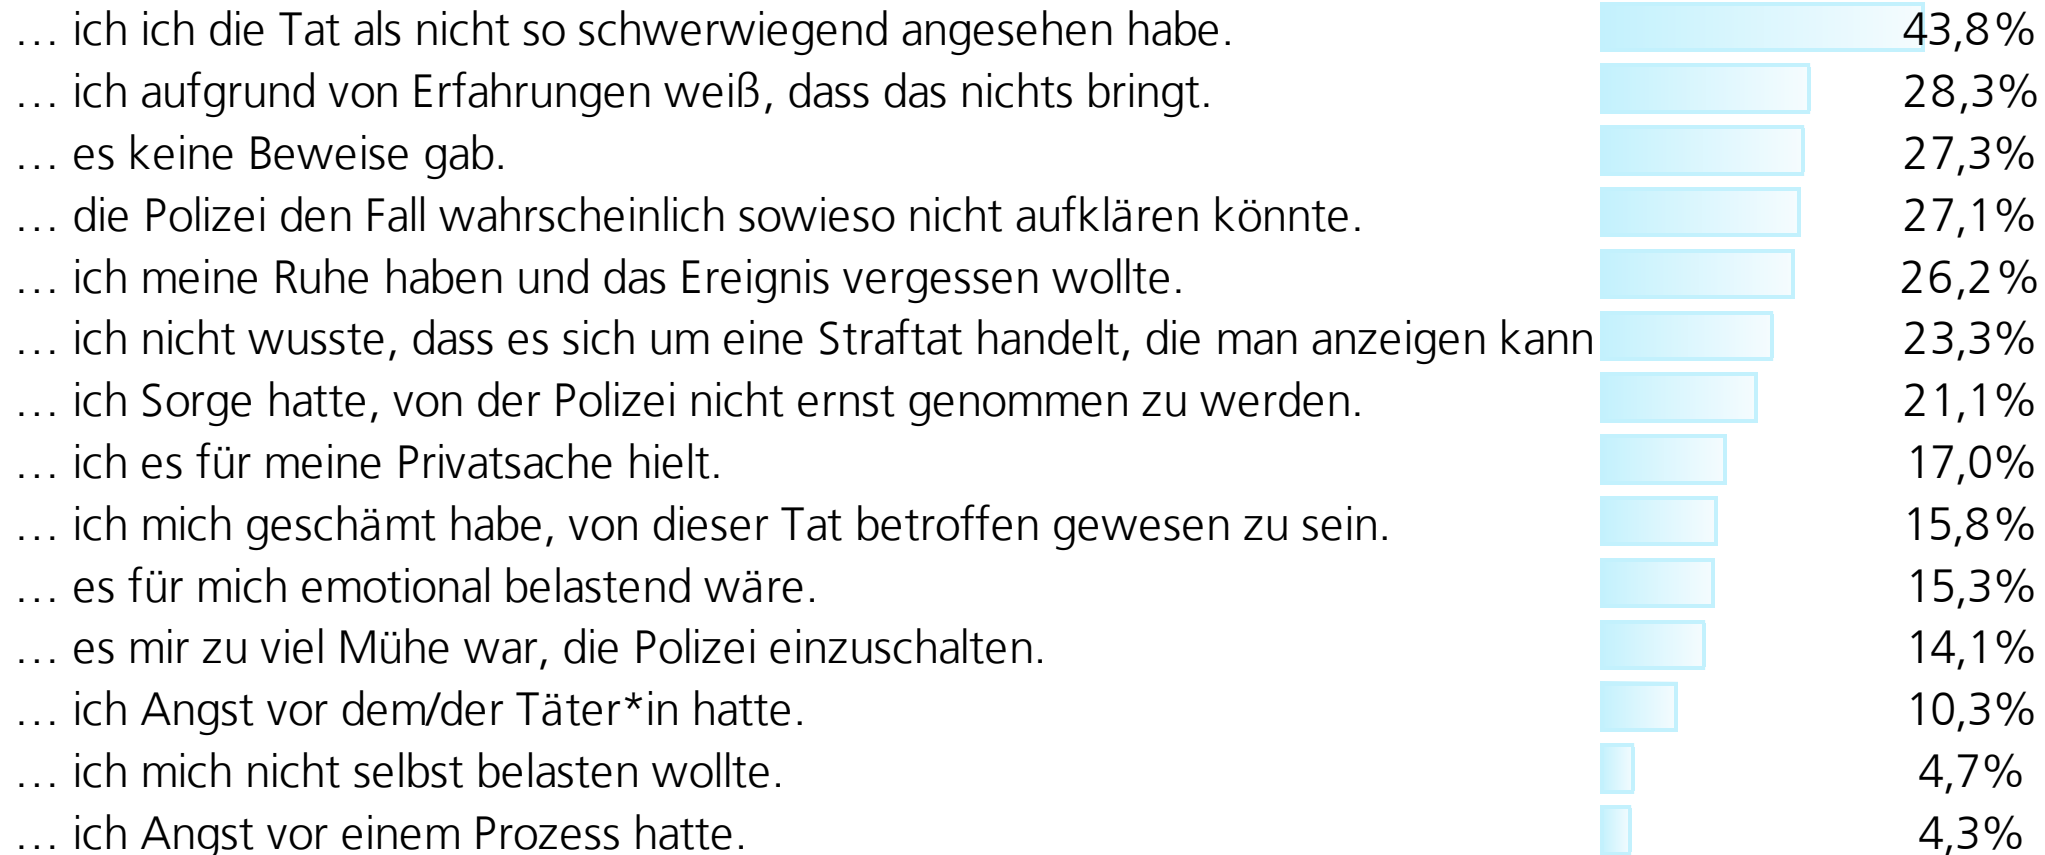 … ich ich die Tat als nicht so schwerwiegend angesehen habe. 43,8%
… ich aufgrund von Erfahrungen weiß, dass das nichts bringt. 28,3%
… es keine Beweise gab. 27,3%
… die Polizei den Fall wahrscheinlich sowieso nicht aufklären könnte. 27,1%
… ich meine Ruhe haben und das Ereignis vergessen wollte. 26,2%
… ich nicht wusste, dass es sich um eine Straftat handelt, die man anzeigen kann 23,3%
… ich Sorge hatte, von der Polizei nicht ernst genommen zu werden. 21,1%
… ich es für meine Privatsache hielt. 17,0%
… ich mich geschämt habe, von dieser Tat betroffen gewesen zu sein. 15,8%
… es für mich emotional belastend wäre. 15,3%
… es mir zu viel Mühe war, die Polizei einzuschalten. 14,1%
… ich Angst vor dem/der Täter*in hatte. 10,3%
… ich mich nicht selbst belasten wollte. 4,7%
… ich Angst vor einem Prozess hatte. 4,3%